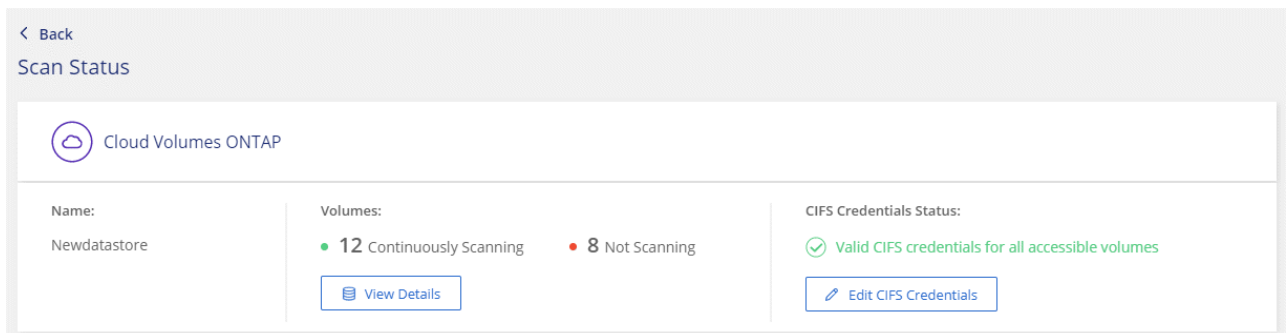 Back
Scan Status
Cloud Volumes ONTAP
Name:
Newdatastore
Volumes:
12 Continuously Scanning
8 Not Scanning
View Details
CIFS Credentials Status:
Valid CIFS credentials for all accessible volumes
Edit CIFS Credentials